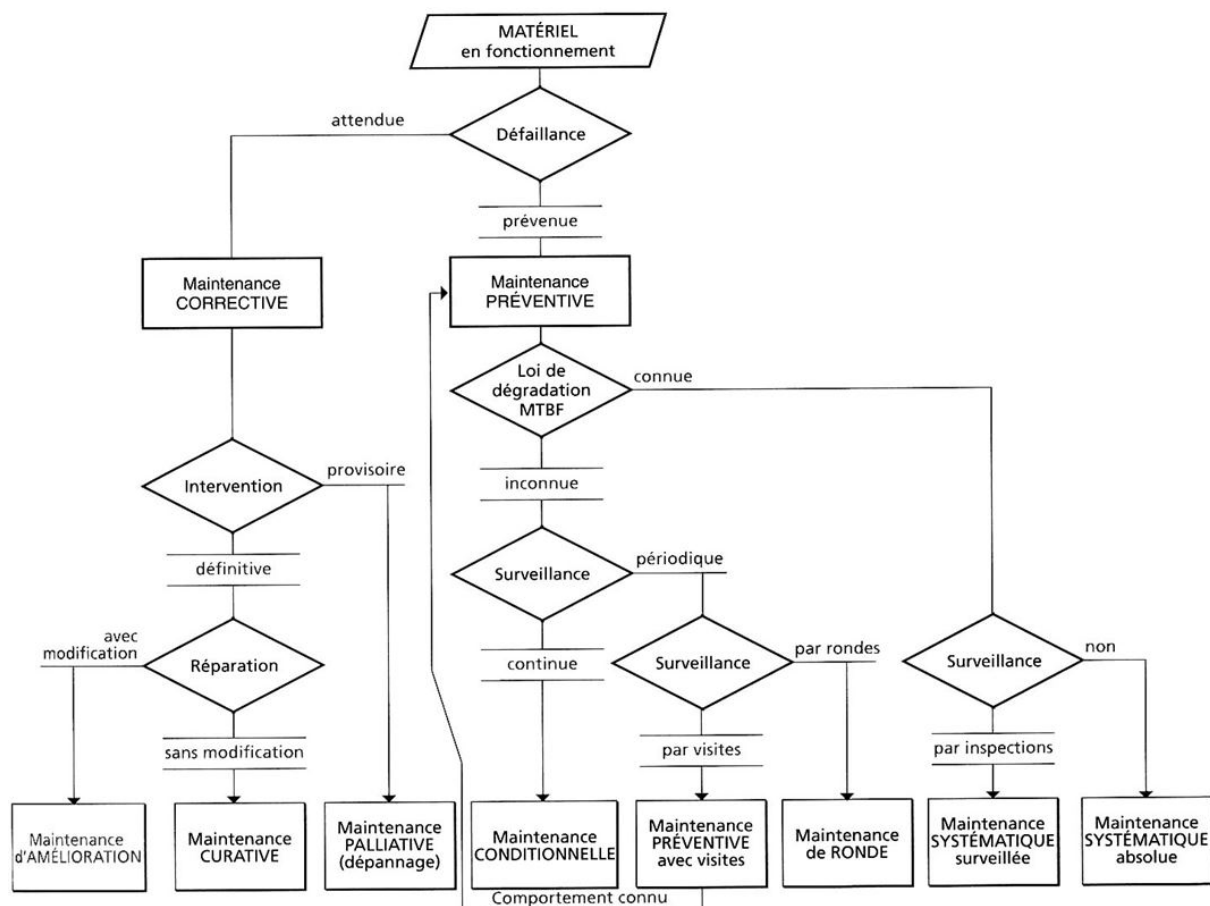 MATÉRIEL
en fonctionnement
attendue
Défaillance
prévenue
Maintenance
CORRECTIVE
Maintenance
PRÉVENTIVE
Loi de
dégradation
MTBF
connue
Intervention
provisoire
inconnue
définitive
Surveillance
périodique
avec
modification
Réparation
continue
Surveillance
par rondes
Surveillance
non
sans modification
par visites
par inspections
Maintenance
d'AMÉLIORATION
Maintenance
CURATIVE
Maintenance
PALLIATIVE
(dépannage)
Maintenance
CONDITIONNELLE
Maintenance
PRÉVENTIVE
avec visites
Maintenance
de RONDE
Maintenance
SYSTÉMATIQUE
surveillée
Maintenance
SYSTÉMATIQUE
absolue
Comportement connu